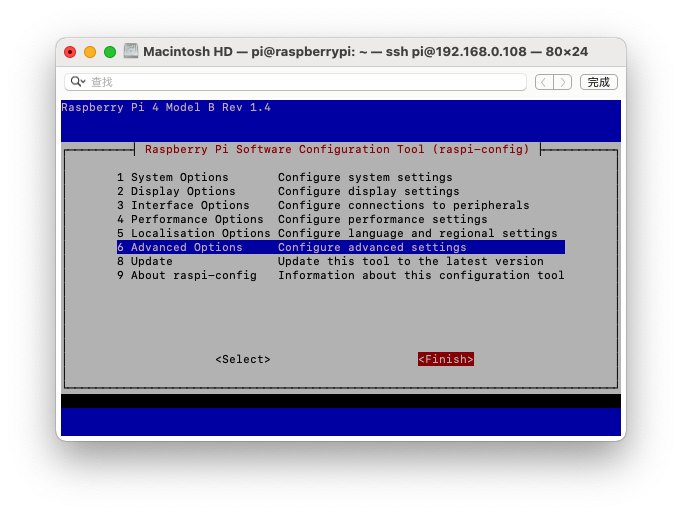 Macintosh HD — pi@raspberrypi: ~ — ssh pi@192.168.0.108 — 80×24
查找
完成
Raspberry Pi 4 Model B Rev 1.4
Raspberry Pi Software Configuration Tool (raspi-config)
1 System Options Configure system settings
2 Display Options Configure display settings
3 Interface Options Configure connections to peripherals
4 Performance Options Configure performance settings
5 Localisation Options Configure language and regional settings
6 Advanced Options Configure advanced settings
8 Update Update this tool to the latest version
9 About raspi-config Information about this configuration tool
<Select> <Finish>